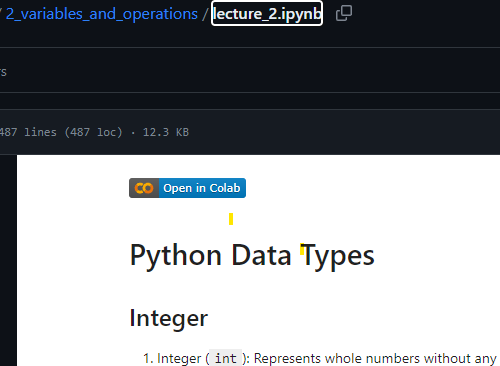 / 2_variables_and_operations / lecture_2.ipynb
rs
487 lines (487 loc) · 12.3 KB
Open in Colab
Python Data Types
Integer
1. Integer ( int ): Represents whole numbers without any